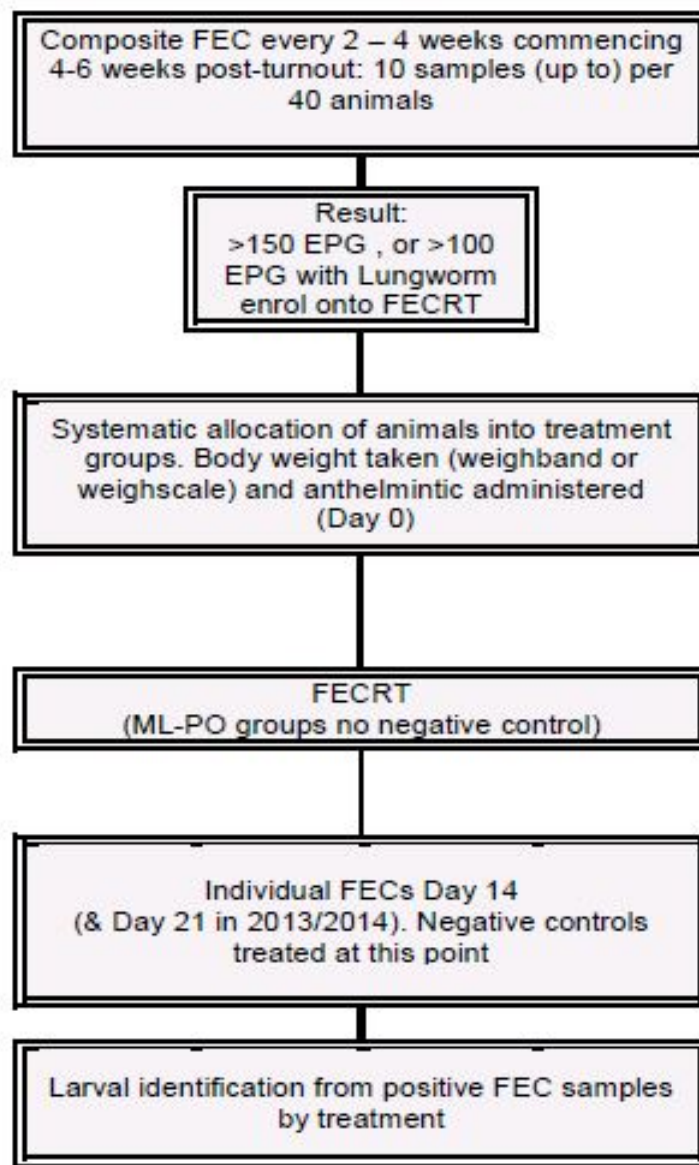 Composite FEC every 2 – 4 weeks commencing
4-6 weeks post-turnout: 10 samples (up to) per
40 animals
Result:
>150 EPG , or >100
EPG with Lungworm
enrol onto FECRT
Systematic allocation of animals into treatment
groups. Body weight taken (weighband or
weighscale) and anthelmintic administered
(Day 0)
FECRT
(ML-PO groups no negative control)
Individual FECs Day 14
(& Day 21 in 2013/2014). Negative controls
treated at this point
Larval identification from positive FEC samples
by treatment